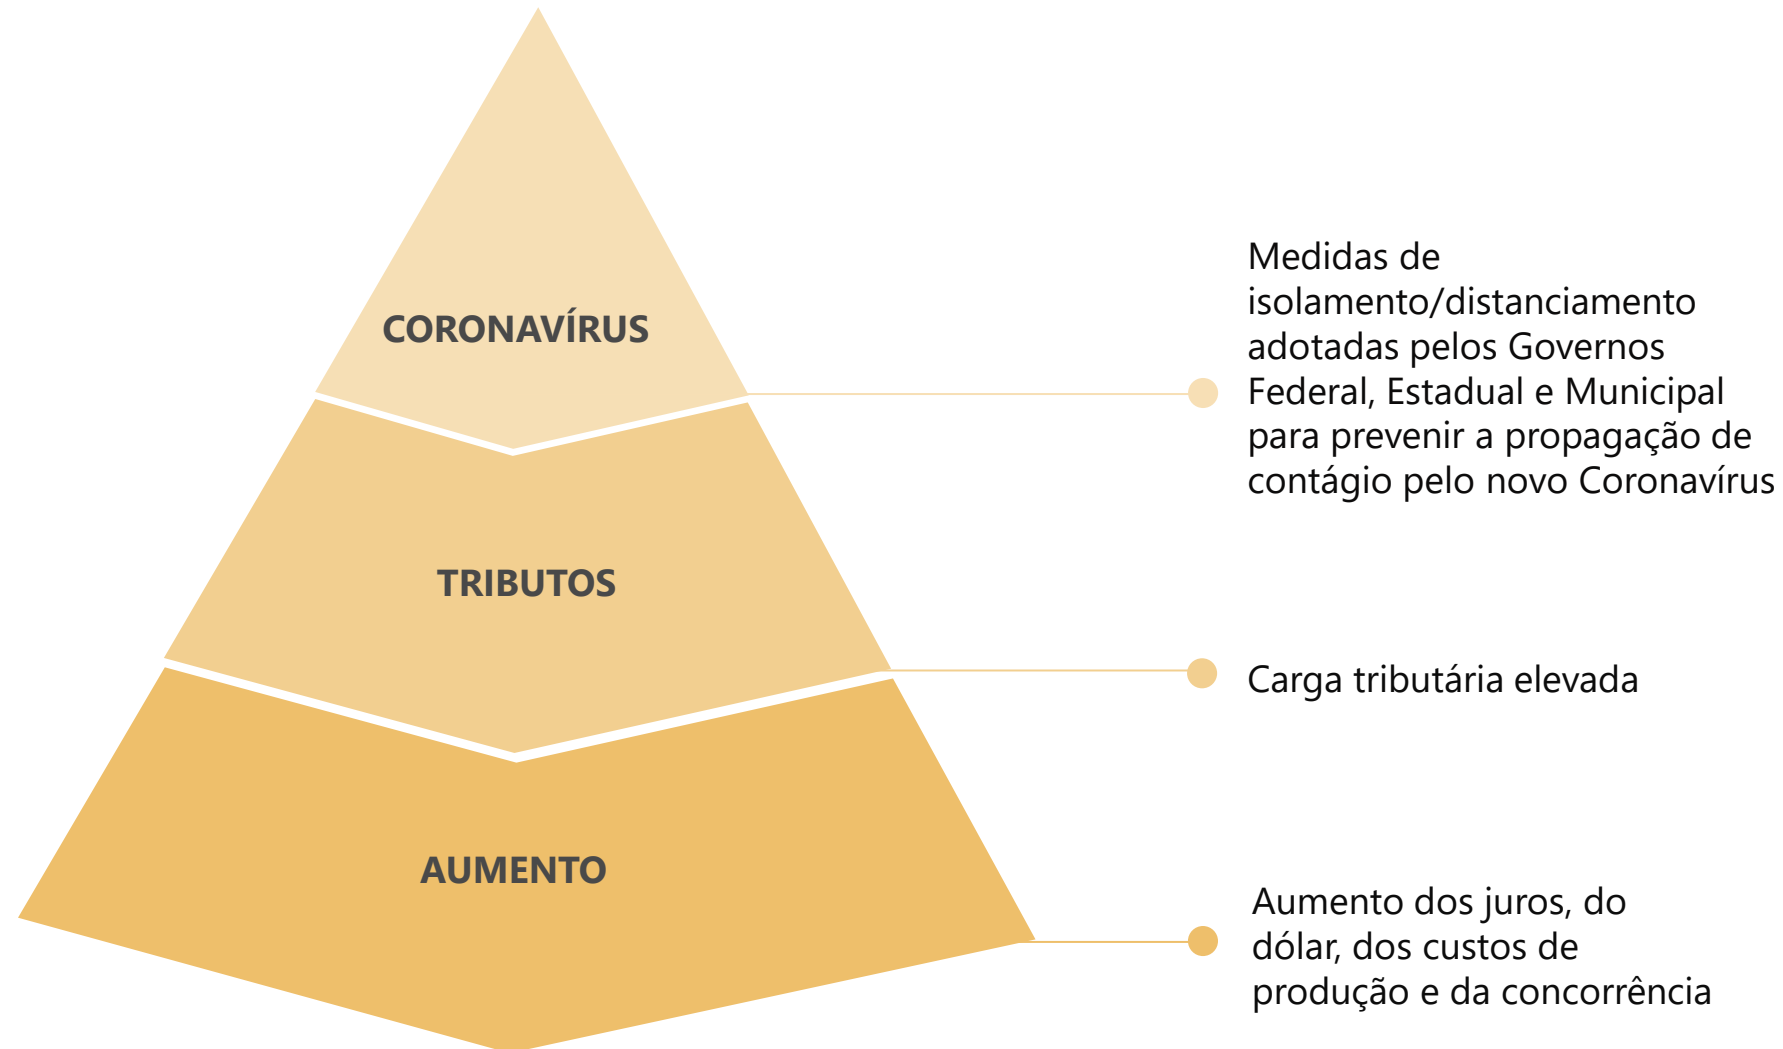 CORONAVÍRUS
Medidas de
isolamento/distanciamento
adotadas pelos Governos
Federal, Estadual e Municipal
para prevenir a propagação de
contágio pelo novo Coronavírus
TRIBUTOS
Carga tributária elevada
AUMENTO
Aumento dos juros, do
dólar, dos custos de
produção e da concorrência